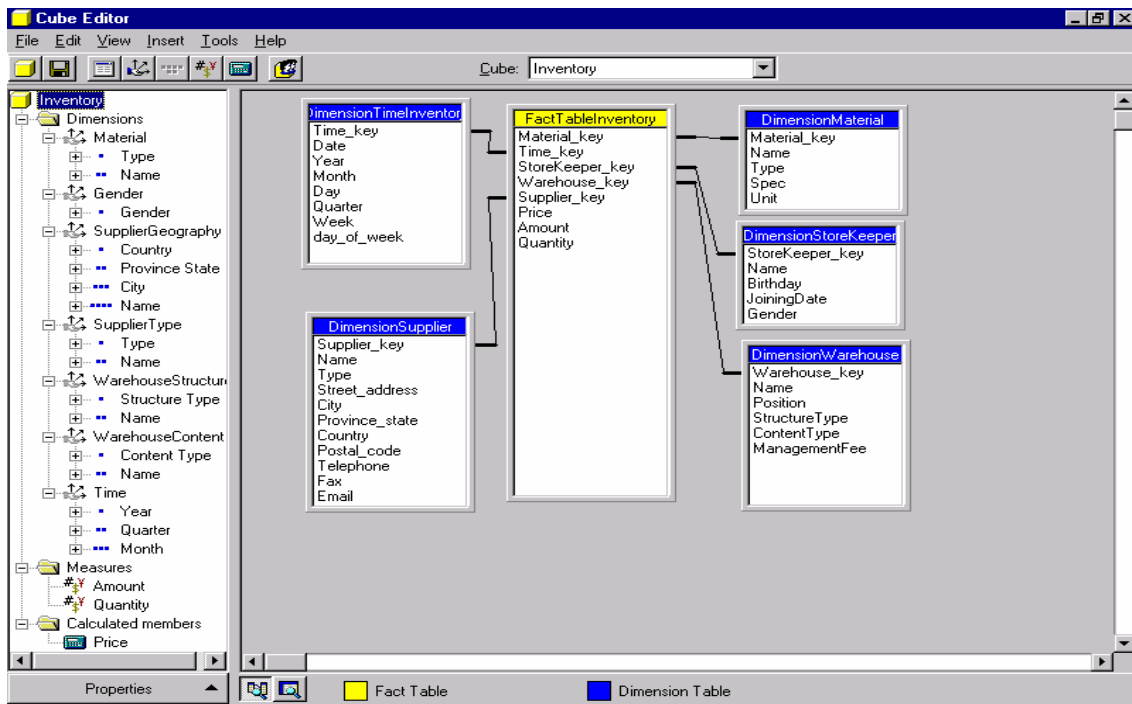 Cube Editor
File Edit View Insert Tools Help
Cube: Inventory
Inventory
Dimensions
Material
Type
Name
Gender
Gender
SupplierGeography
Country
Province State
City
Name
SupplierType
Type
Name
WarehouseStructur
Structure Type
Name
WarehouseContent
Content Type
Name
Time
Year
Quarter
Month
Measures
Amount
Quantity
Calculated members
Price
Properties
DimensionTimeInventor
Time_key
Date
Year
Month
Day
Quarter
Week
day_of_week
DimensionSupplier
Supplier_key
Name
Type
Street_address
City
Province_state
Country
Postal_code
Telephone
Fax
Email
FactTableInventory
Material_key
Time_key
StoreKeeper_key
Warehouse_key
Supplier_key
Price
Amount
Quantity
DimensionMaterial
Material_key
Name
Type
Spec
Unit
DimensionStoreKeeper
StoreKeeper_key
Name
Birthday
JoiningDate
Gender
DimensionWarehouse
Warehouse_key
Name
Position
StructureType
ContentType
ManagementFee
Fact Table
Dimension Table